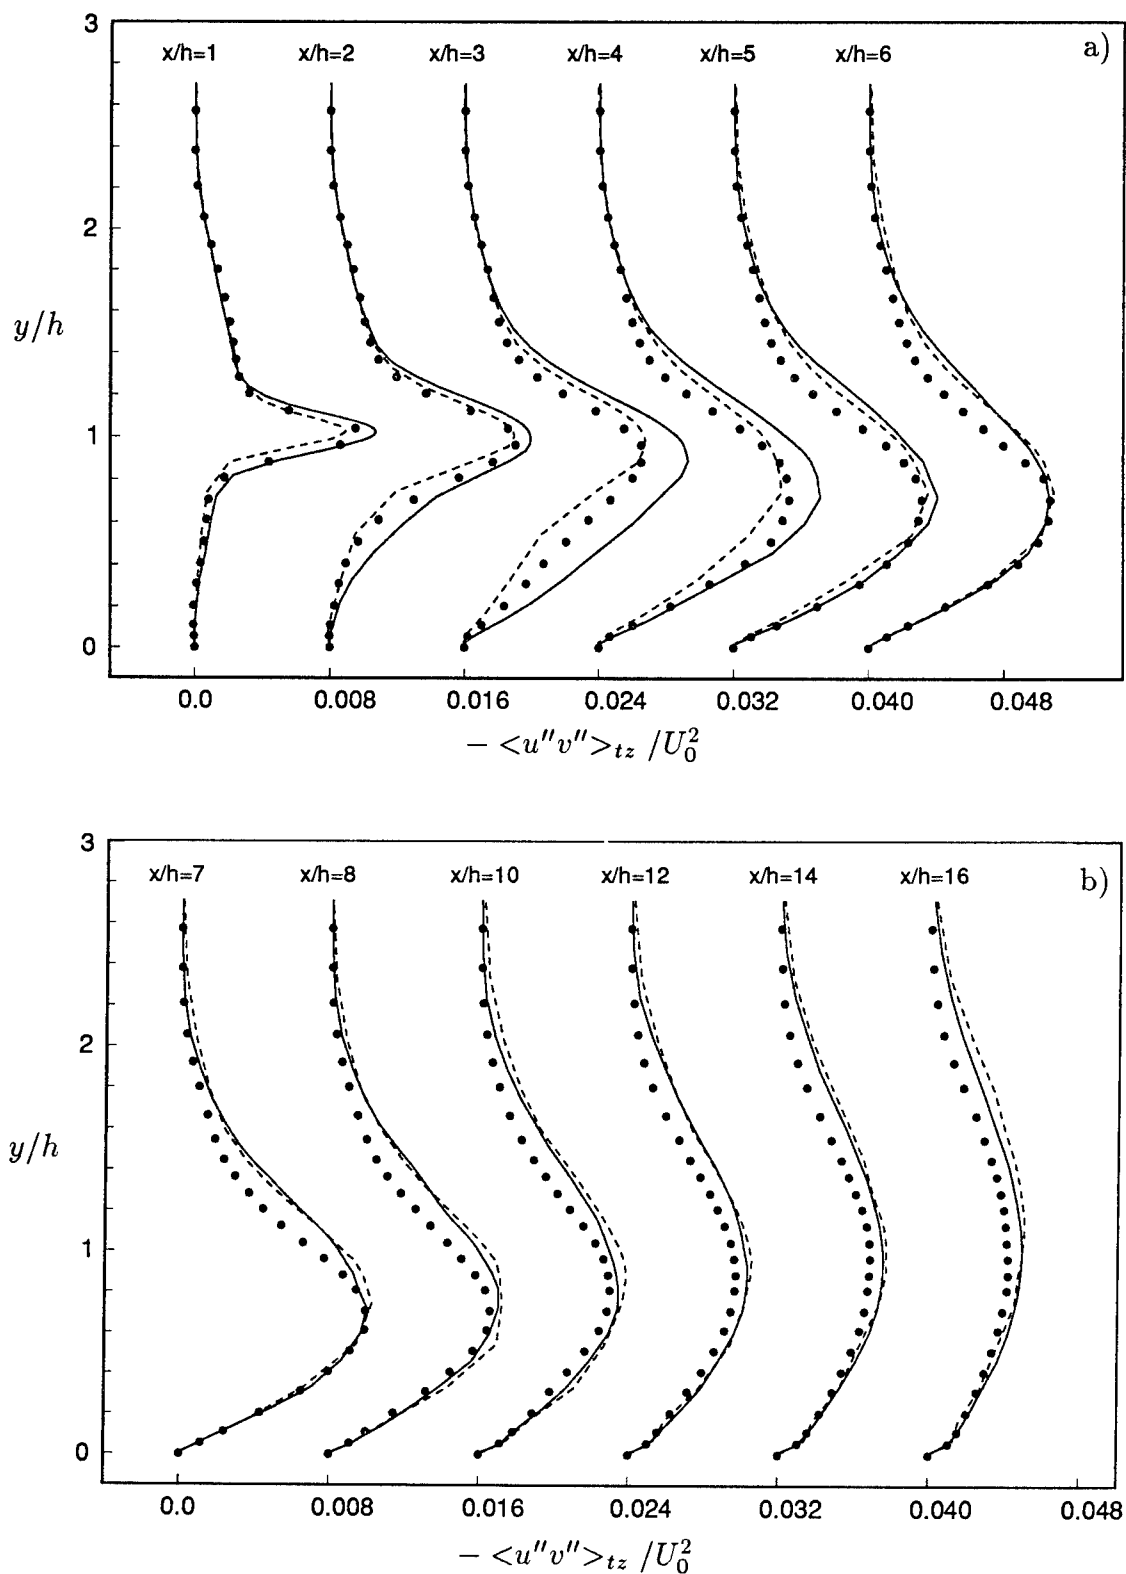 3
x/h=1 x/h=2 x/h=3 x/h=4 x/h=5 x/h=6 a)
2
y/h
1
0
0.0 0.008 0.016 0.024 0.032 0.040 0.048
− <u″v″>tz /U₀²
3
x/h=7 x/h=8 x/h=10 x/h=12 x/h=14 x/h=16 b)
2
y/h
1
0
0.0 0.008 0.016 0.024 0.032 0.040 0.048
− <u″v″>tz /U₀²